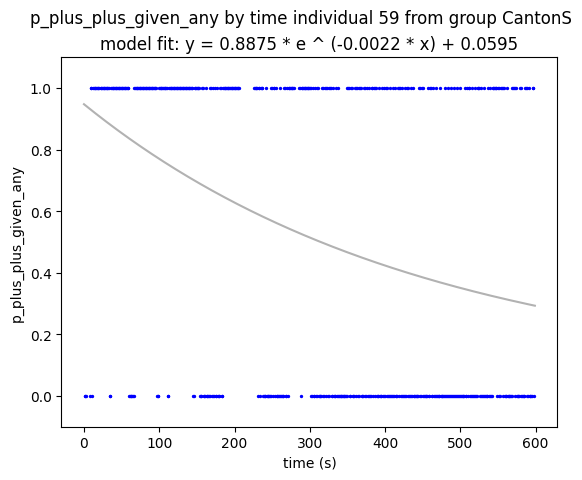 p_plus_plus_given_any by time individual 59 from group CantonS
model fit: y = 0.8875 * e ^ (-0.0022 * x) + 0.0595
p_plus_plus_given_any
1.0
0.8
0.6
0.4
0.2
0.0
0 100 200 300 400 500 600
time (s)